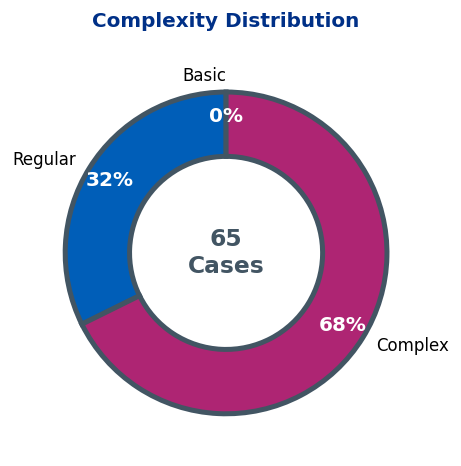 Complexity Distribution
Basic
0%
Regular
32%
65
Cases
68%
Complex